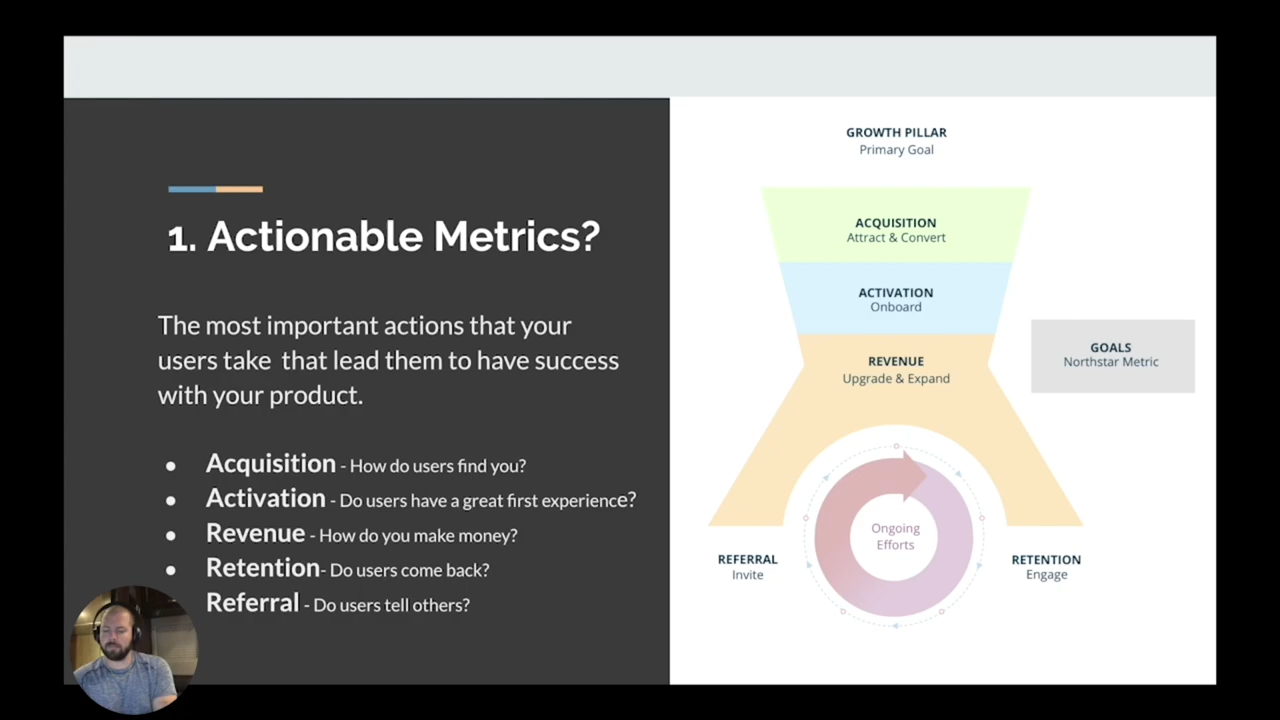 1. Actionable Metrics?
The most important actions that your
users take that lead them to have success
with your product.
● Acquisition - How do users find you?
● Activation - Do users have a great first experience?
● Revenue - How do you make money?
● Retention- Do users come back?
Referral - Do users tell others?
GROWTH PILLAR
Primary Goal
ACQUISITION
Attract & Convert
ACTIVATION
Onboard
REVENUE
Upgrade & Expand
GOALS
Northstar Metric
Ongoing
Efforts
REFERRAL
Invite
RETENTION
Engage